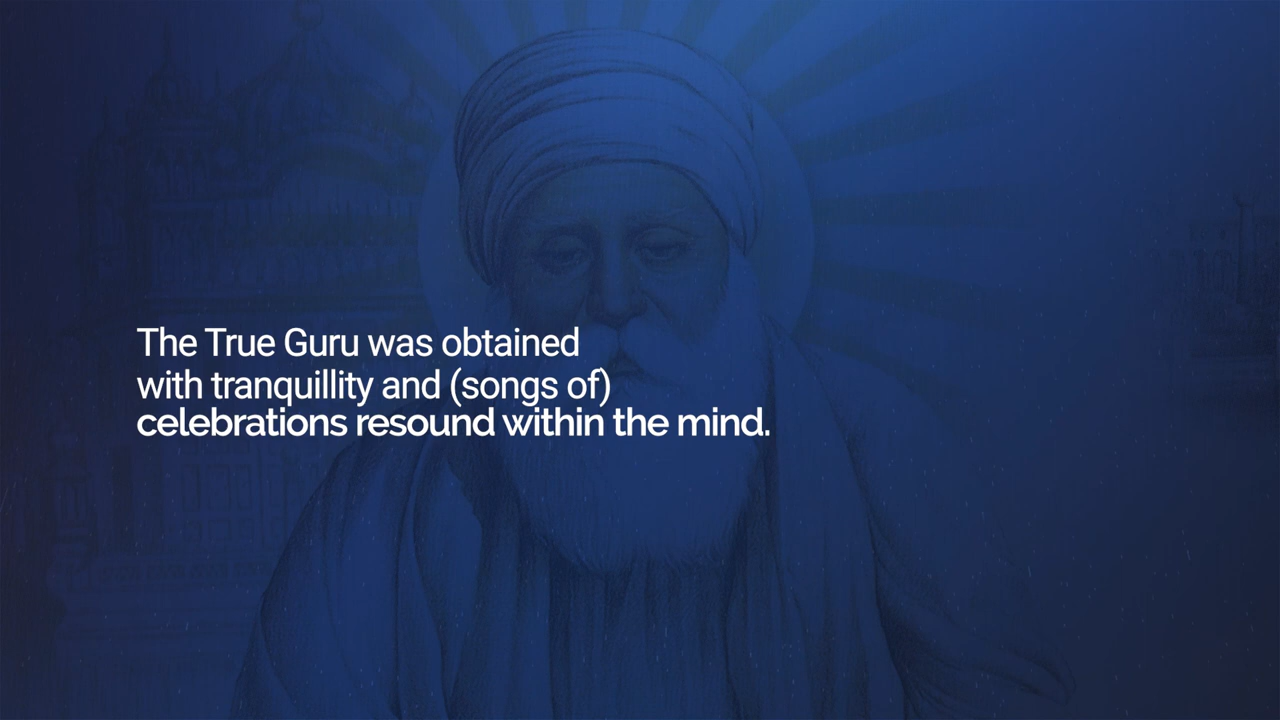 The True Guru was obtained
with tranquillity and (songs of)
celebrations resound within the mind.